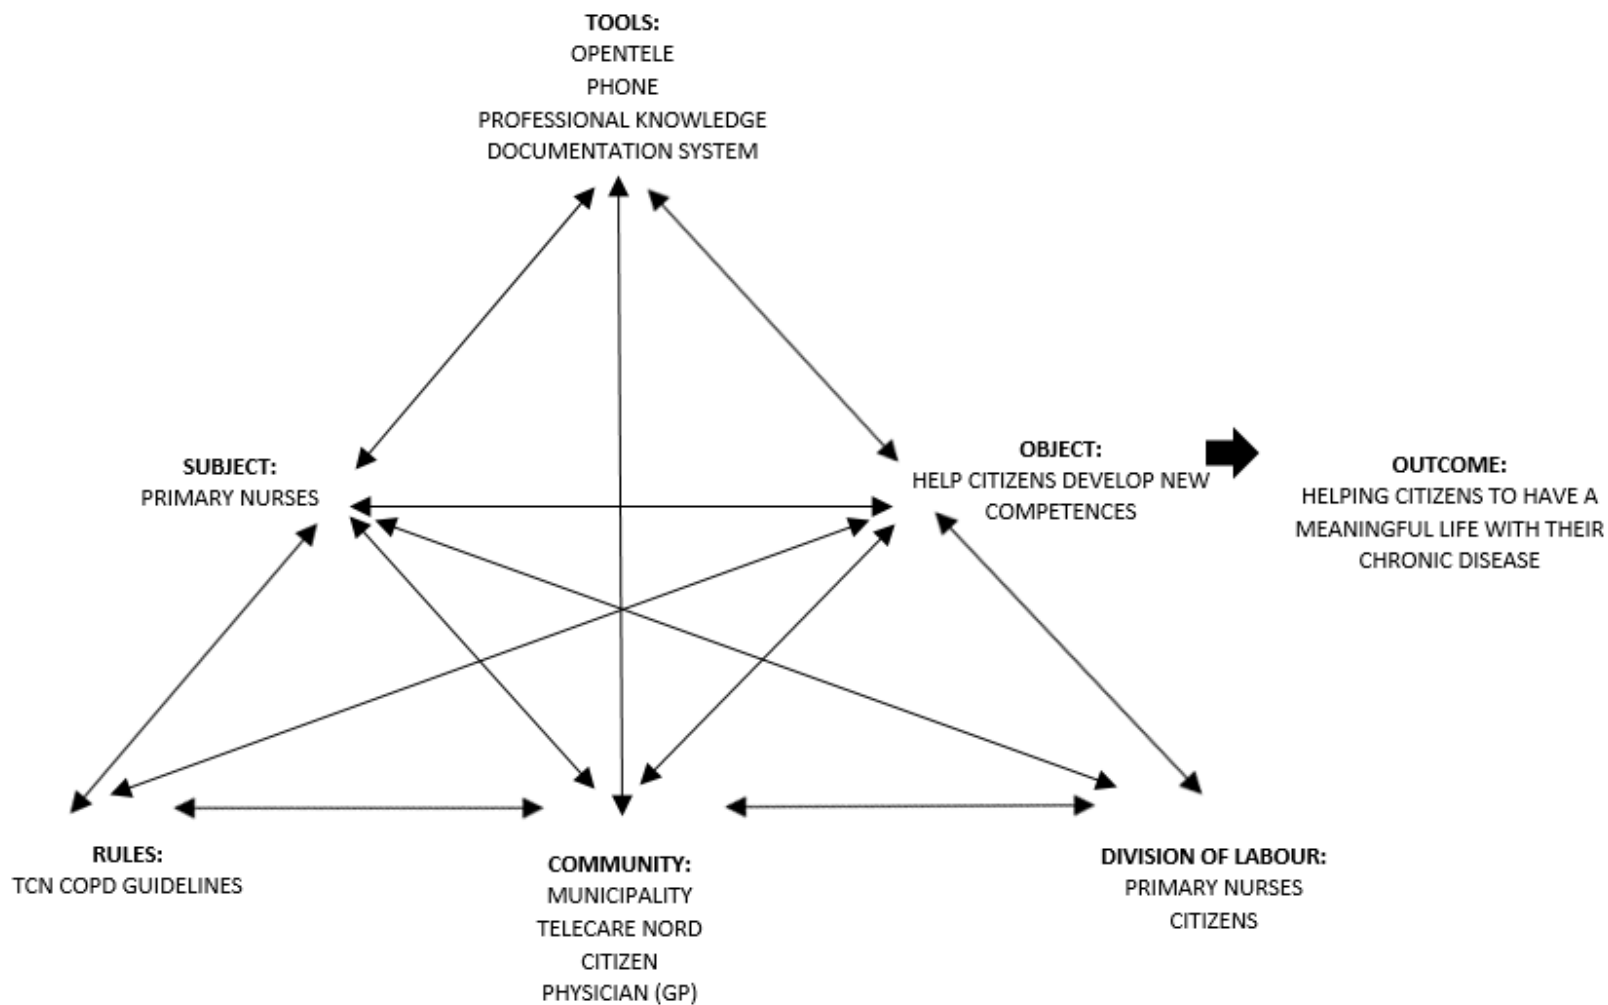 TOOLS:
OPENTELE
PHONE
PROFESSIONAL KNOWLEDGE
DOCUMENTATION SYSTEM
SUBJECT:
PRIMARY NURSES
OBJECT:
HELP CITIZENS DEVELOP NEW
COMPETENCES
OUTCOME:
HELPING CITIZENS TO HAVE A
MEANINGFUL LIFE WITH THEIR
CHRONIC DISEASE
RULES:
TCN COPD GUIDELINES
COMMUNITY:
MUNICIPALITY
TELECARE NORD
CITIZEN
PHYSICIAN (GP)
DIVISION OF LABOUR:
PRIMARY NURSES
CITIZENS